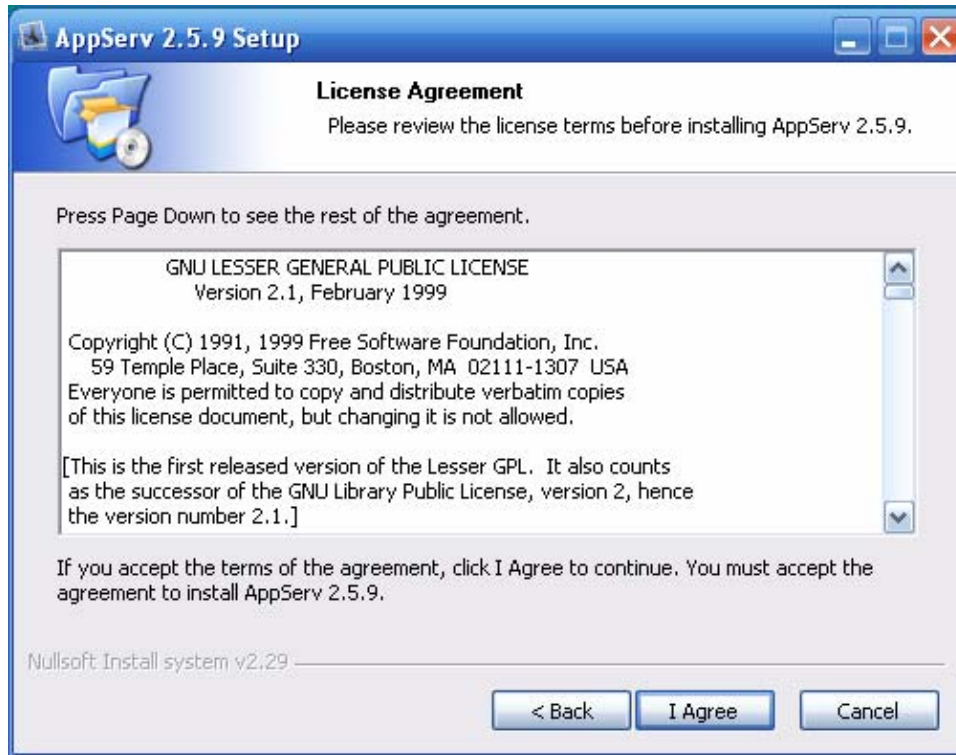 AppServ 2.5.9 Setup
License Agreement
Please review the license terms before installing AppServ 2.5.9.
Press Page Down to see the rest of the agreement.
GNU LESSER GENERAL PUBLIC LICENSE
Version 2.1, February 1999
Copyright (C) 1991, 1999 Free Software Foundation, Inc.
59 Temple Place, Suite 330, Boston, MA  02111-1307  USA
Everyone is permitted to copy and distribute verbatim copies
of this license document, but changing it is not allowed.
[This is the first released version of the Lesser GPL.  It also counts
as the successor of the GNU Library Public License, version 2, hence
the version number 2.1.]
If you accept the terms of the agreement, click I Agree to continue. You must accept the
agreement to install AppServ 2.5.9.
Nullsoft Install system v2.29
< Back
I Agree
Cancel